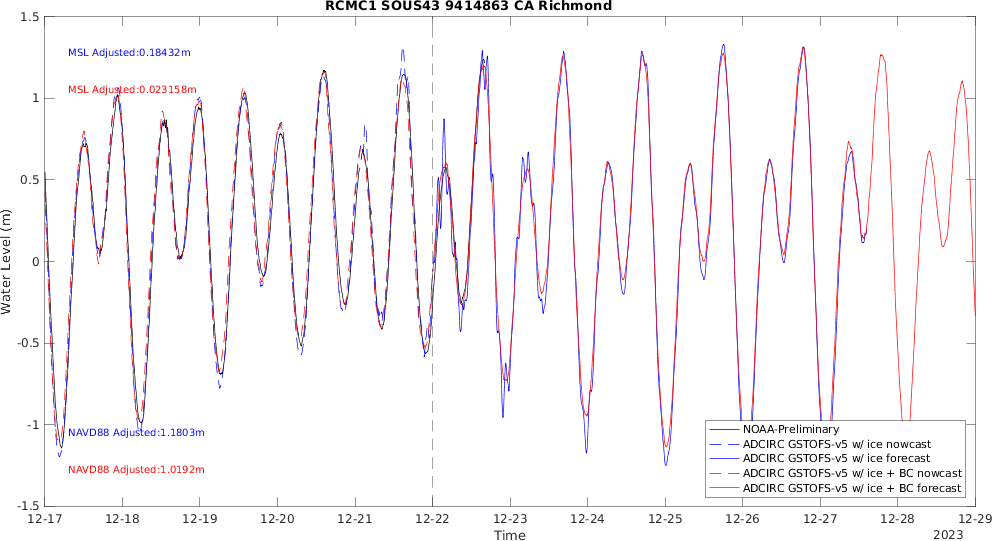 RCMC1 SOUS43 9414863 CA Richmond
1.5
1
0.5
0
-0.5
-1
-1.5
Water Level (m)
MSL Adjusted:0.18432m
MSL Adjusted:0.023158m
NAVD88 Adjusted:1.1803m
NAVD88 Adjusted:1.0192m
NOAA-Preliminary
ADCIRC GSTOFS-v5 w/ ice nowcast
ADCIRC GSTOFS-v5 w/ ice forecast
ADCIRC GSTOFS-v5 w/ ice + BC nowcast
ADCIRC GSTOFS-v5 w/ ice + BC forecast
12-17 12-18 12-19 12-20 12-21 12-22 12-23 12-24 12-25 12-26 12-27 12-28 12-29
Time
2023